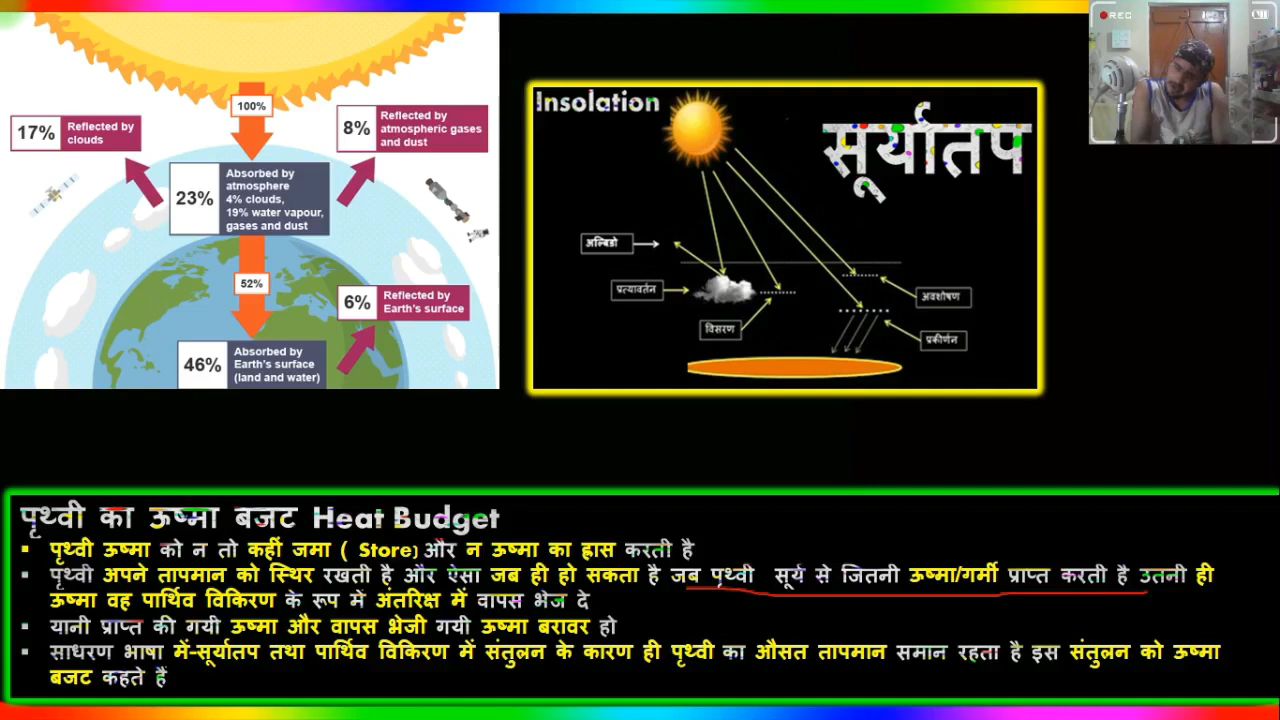 REC
100%
17%
Reflected by
clouds
8%
Reflected by
atmospheric gases
and dust
23%
Absorbed by
atmosphere
4% clouds,
19% water vapour,
gases and dust
52%
6%
Reflected by
Earth's surface
46%
Absorbed by
Earth's surface
(land and water)
Insolation
सूर्यातप
अल्बिडो
प्रत्यावर्तन
विसरण
अवशोषण
प्रकीर्णन
पृथ्वी का ऊष्मा बजट Heat Budget
▪ पृथ्वी ऊष्मा को न तो कहीं जमा ( Store) और न ऊष्मा का ह्रास करती है
▪ पृथ्वी अपने तापमान को स्थिर रखती है और ऐसा जब ही हो सकता है जब पृथ्वी सूर्य से जितनी ऊष्मा/गर्मी प्राप्त करती है उतनी ही
ऊष्मा वह पार्थिव विकिरण के रूप में अंतरिक्ष में वापस भेज दे
▪ यानी प्राप्त की गयी ऊष्मा और वापस भेजी गयी ऊष्मा बराबर हो
▪ साधरण भाषा में-सूर्यातप तथा पार्थिव विकिरण में संतुलन के कारण ही पृथ्वी का औसत तापमान समान रहता है इस संतुलन को ऊष्मा
बजट कहते हैं